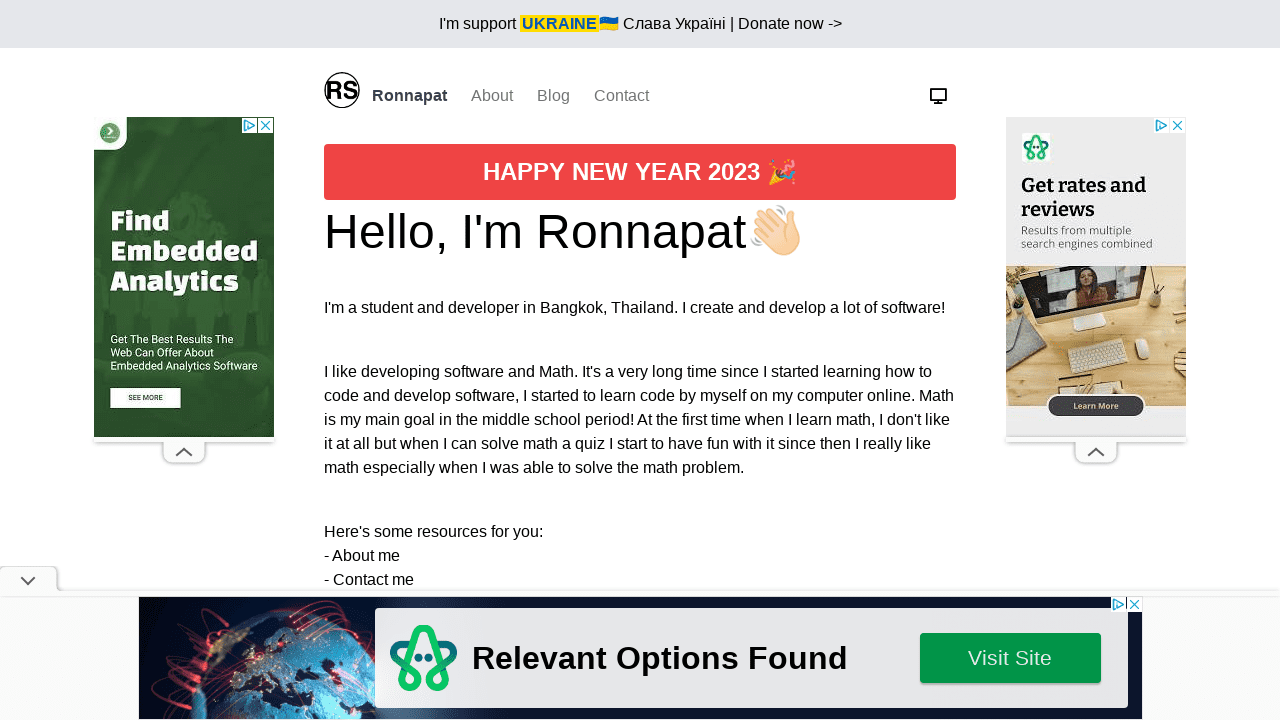 I'm support UKRAINE🇺🇦 Слава Україні | Donate now ->
RS
Ronnapat
About
Blog
Contact
HAPPY NEW YEAR 2023 🎉
Hello, I'm Ronnapat👋🏻
I'm a student and developer in Bangkok, Thailand. I create and develop a lot of software!
I like developing software and Math. It's a very long time since I started learning how to
code and develop software, I started to learn code by myself on my computer online. Math
is my main goal in the middle school period! At the first time when I learn math, I don't like
it at all but when I can solve math a quiz I start to have fun with it since then I really like
math especially when I was able to solve the math problem.
Here's some resources for you:
- About me
- Contact me
Find
Embedded
Analytics
Get The Best Results The
Web Can Offer About
Embedded Analytics Software
SEE MORE
Get rates and
reviews
Results from multiple
search engines combined
Learn More
Relevant Options Found
Visit Site